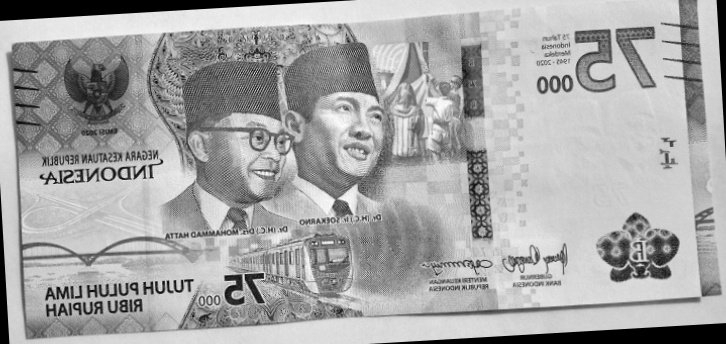 75
000
75 Tahun
Indonesia
Merdeka
1945 - 2020
EMISI 2020
NEGARA KESATUAN REPUBLIK
INDONESIA
Dr. (H.C.) Ir. SOEKARNO
Dr. (H.C.) Drs. MOHAMMAD HATTA
TUJUH PULUH LIMA
RIBU RUPIAH
75 000
GUBERNUR
BANK INDONESIA
MENTERI KEUANGAN
REPUBLIK INDONESIA